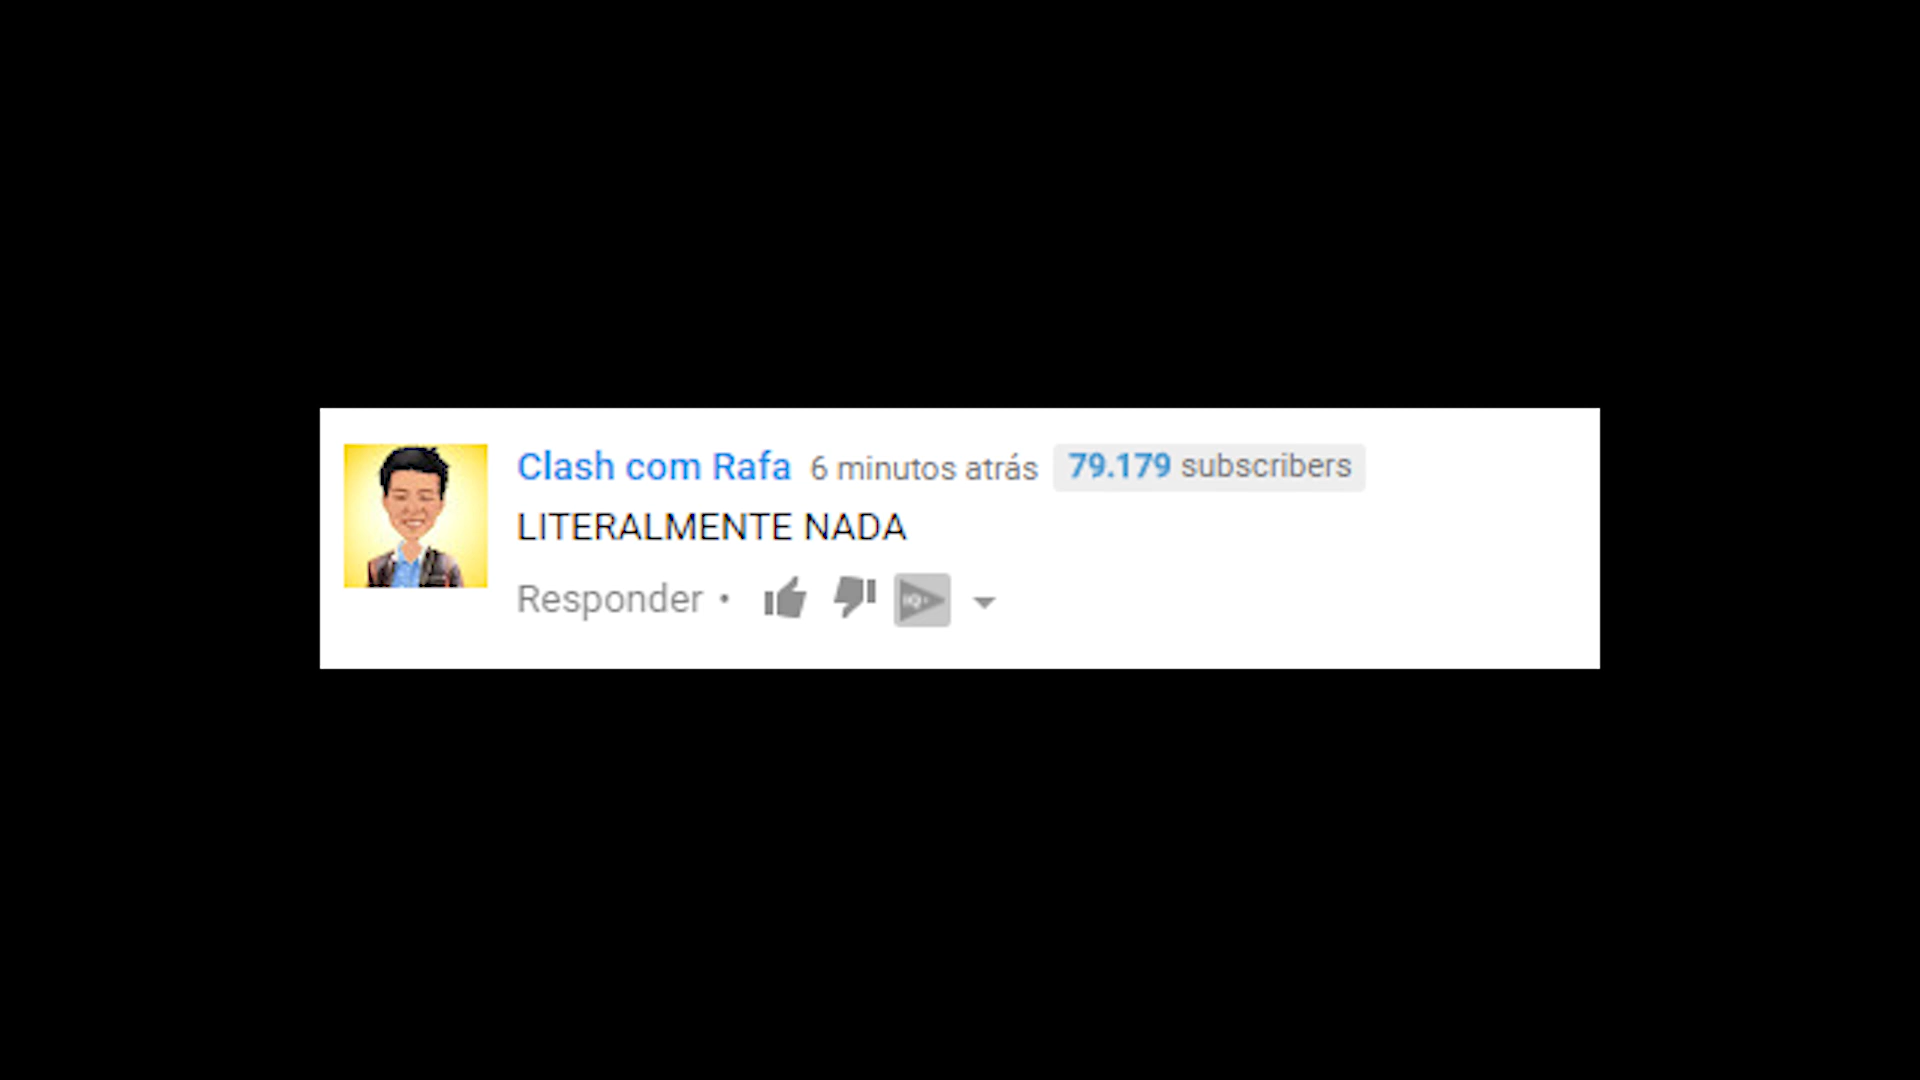 Clash com Rafa 6 minutos atrás 79.179 subscribers
LITERALMENTE NADA
Responder •